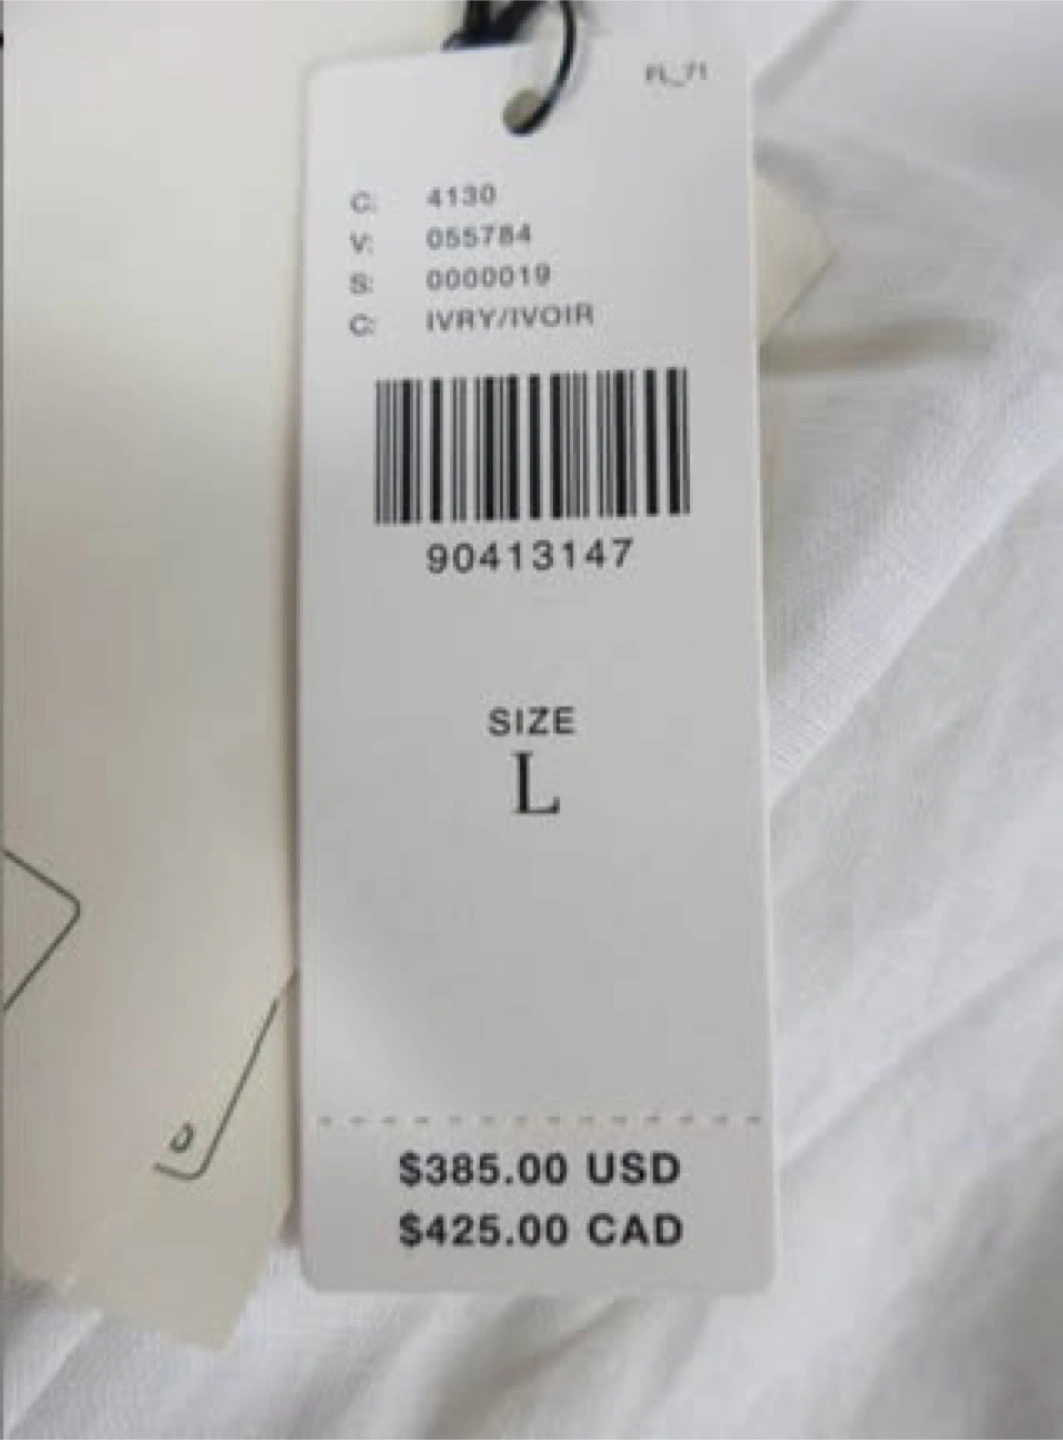 FL_71
C: 4130
V: 055784
S: 0000019
C: IVRY/IVOIR
90413147
SIZE
L
$385.00 USD
$425.00 CAD